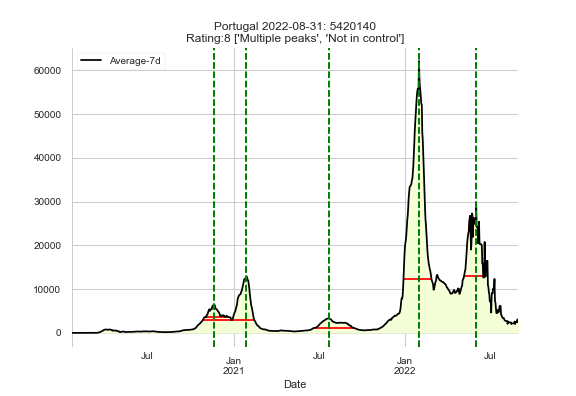 Portugal 2022-08-31: 5420140
Rating:8 ['Multiple peaks', 'Not in control']
Average-7d
60000
50000
40000
30000
20000
10000
0
Jul
Jan
2021
Jul
Jan
2022
Jul
Date